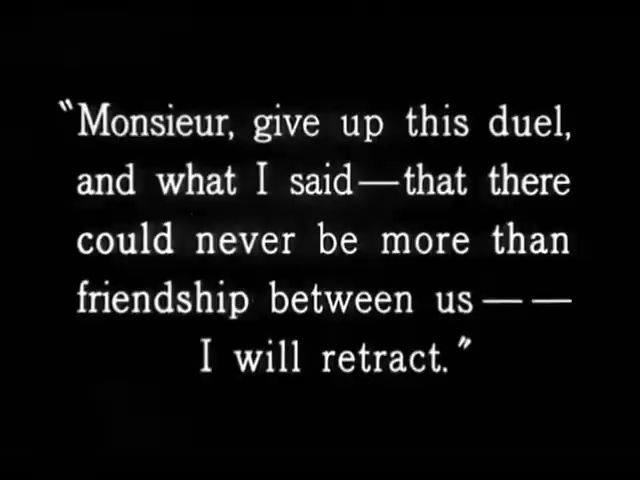 "Monsieur, give up this duel,
and what I said—that there
could never be more than
friendship between us——
I will retract."